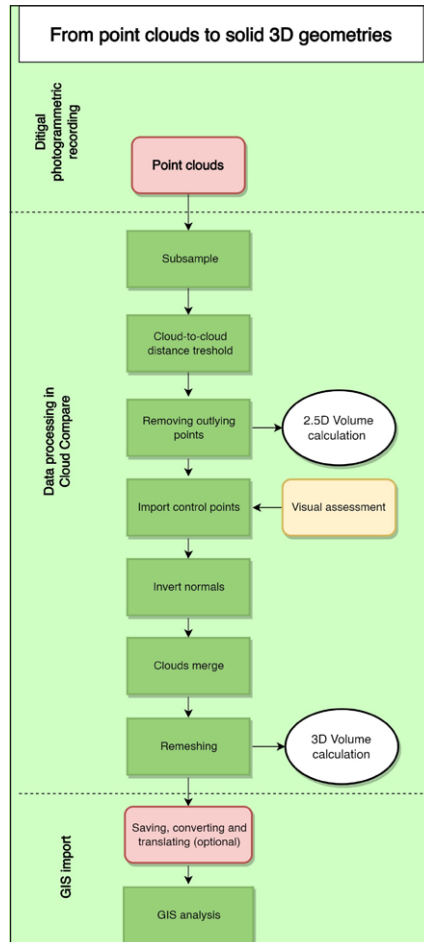 From point clouds to solid 3D geometries
Ditigal
photogrammetric
recording
Point clouds
Data processing in
Cloud Compare
Subsample
Cloud-to-cloud
distance treshold
Removing outlying
points
2.5D Volume
calculation
Import control points
Visual assessment
Invert normals
Clouds merge
Remeshing
3D Volume
calculation
GIS import
Saving, converting and
translating (optional)
GIS analysis